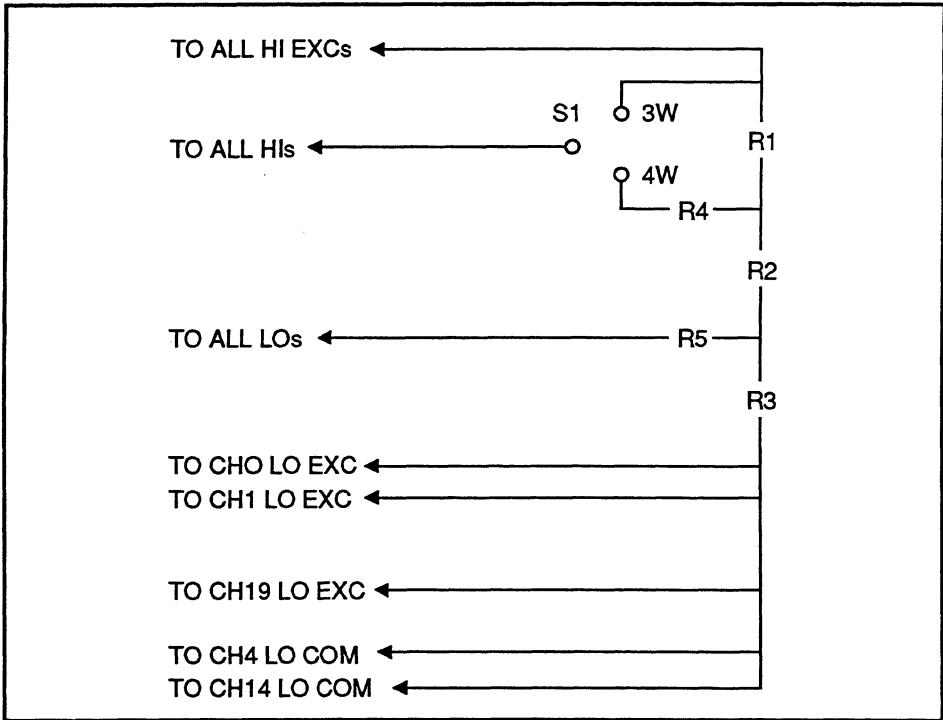 TO ALL HI EXCs
S1
3W
TO ALL HIs
R1
4W
R4
R2
TO ALL LOs
R5
R3
TO CHO LO EXC
TO CH1 LO EXC
TO CH19 LO EXC
TO CH4 LO COM
TO CH14 LO COM